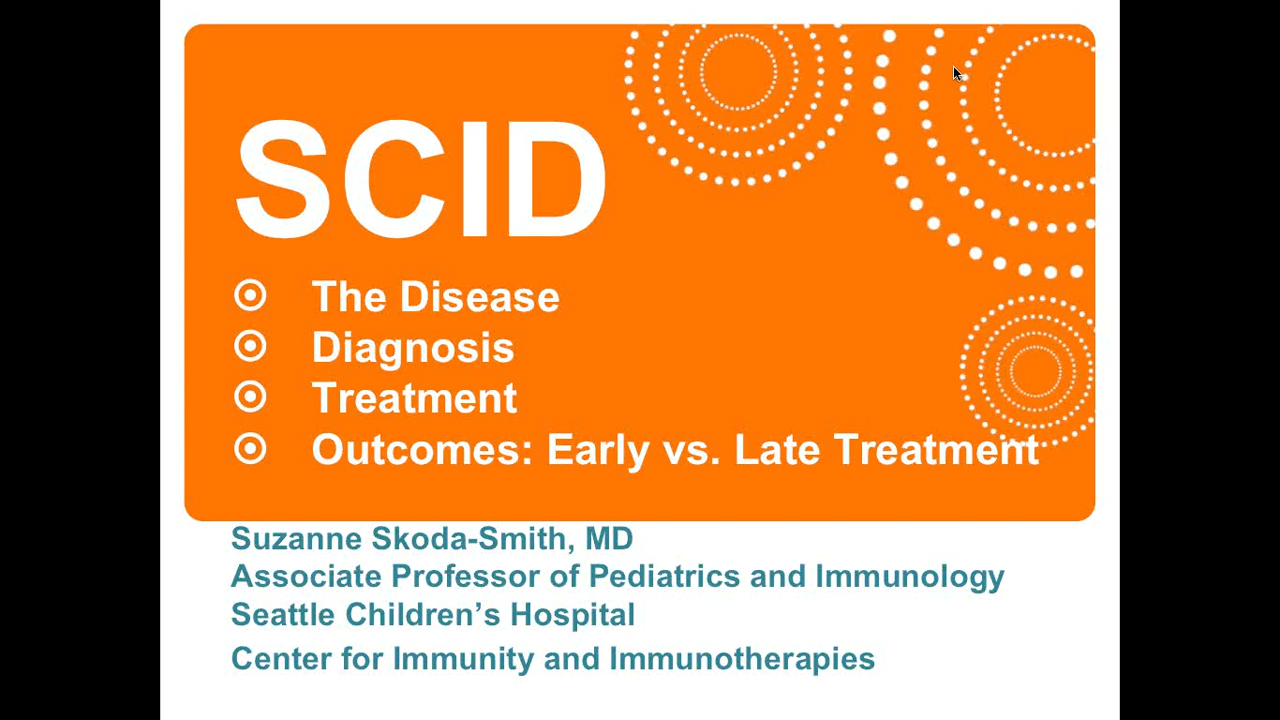 SCID
The Disease
Diagnosis
Treatment
Outcomes: Early vs. Late Treatment
Suzanne Skoda-Smith, MD
Associate Professor of Pediatrics and Immunology
Seattle Children’s Hospital
Center for Immunity and Immunotherapies